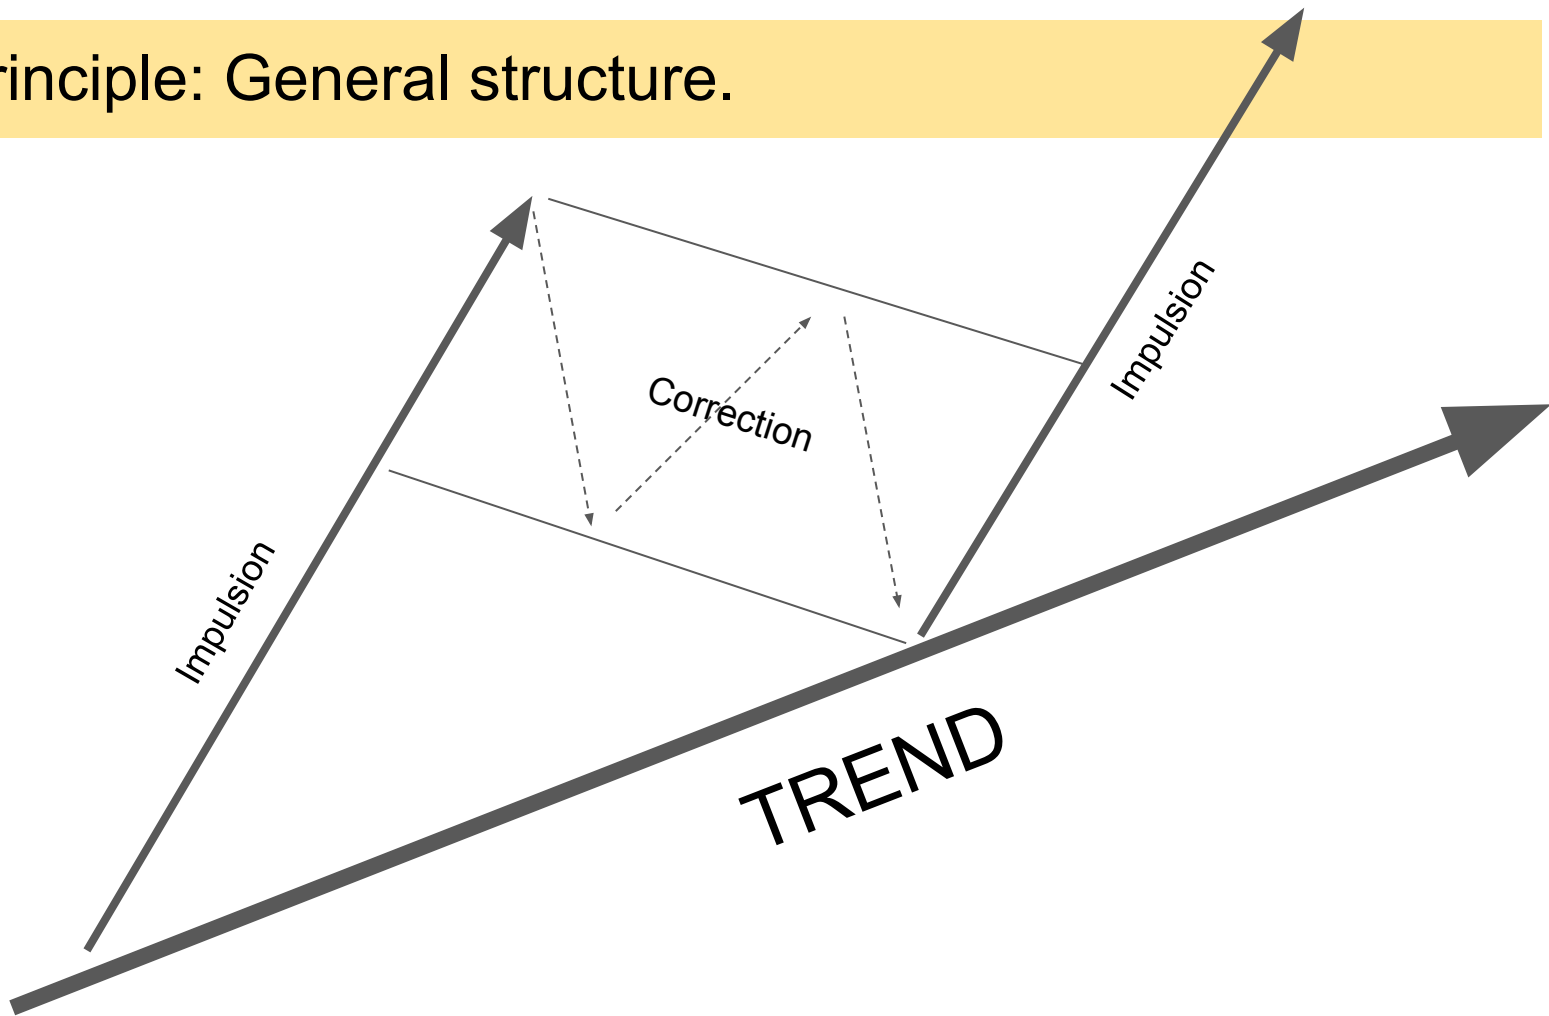 rinciple: General structure.
Impulsion
Correction
Impulsion
TREND